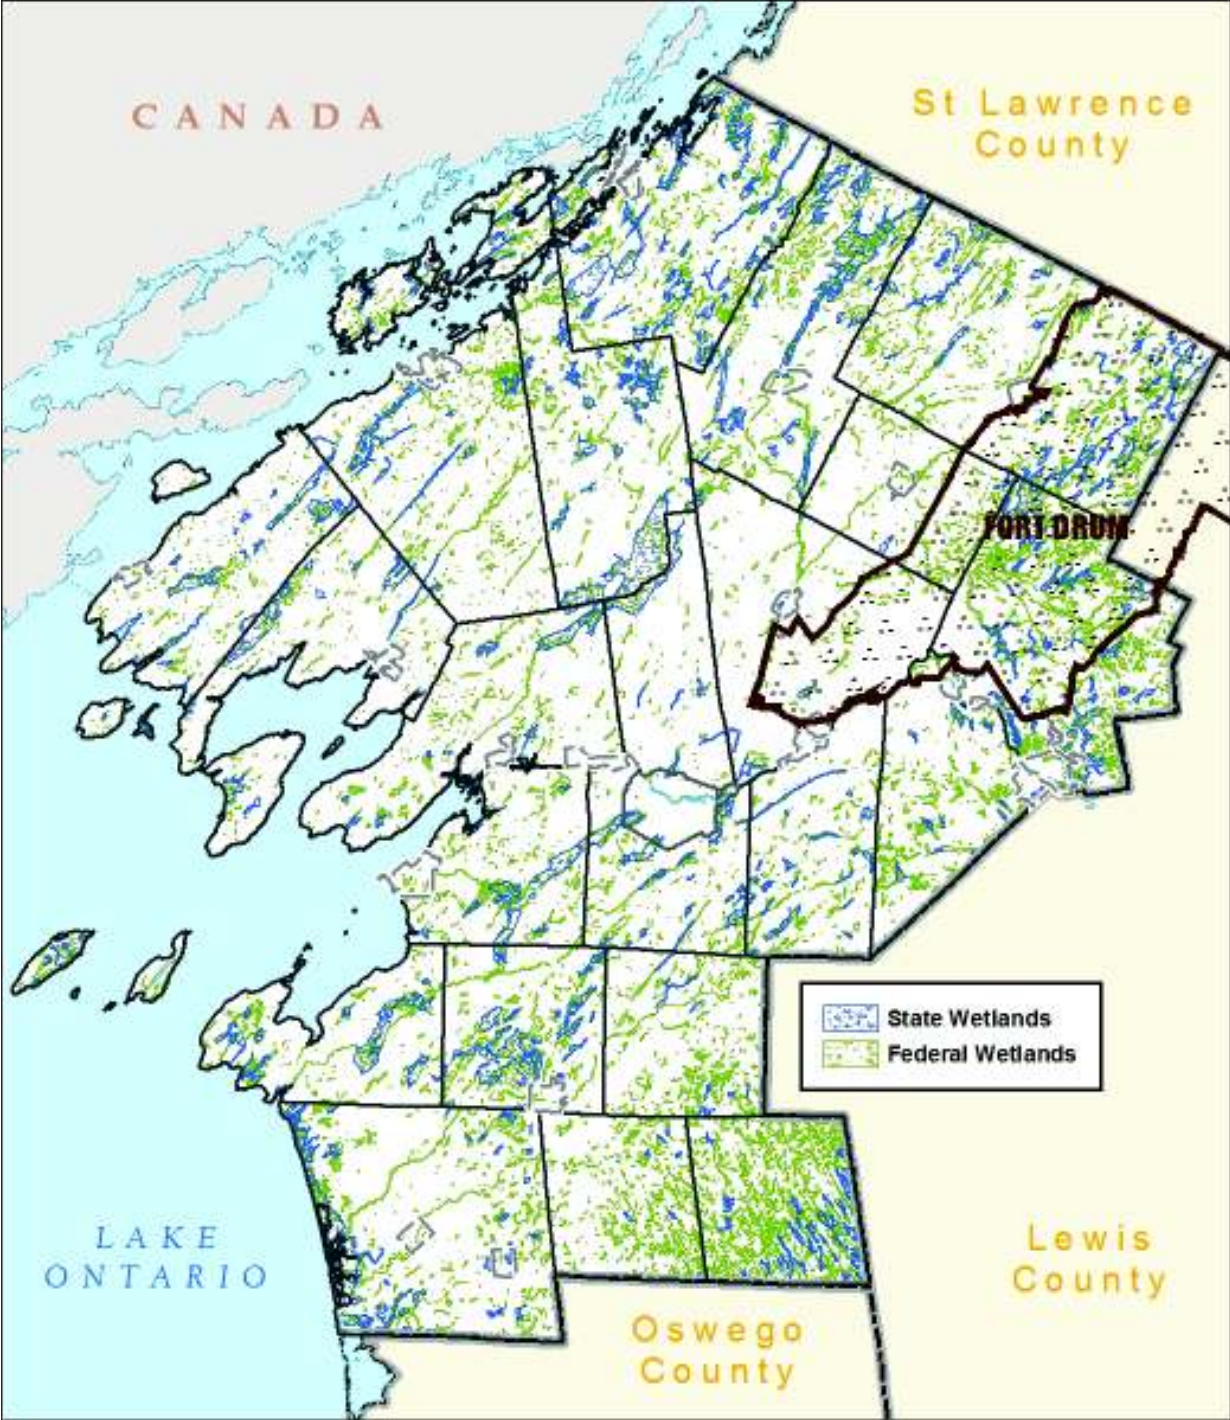 CANADA
St Lawrence
County
FORT DRUM
State Wetlands
Federal Wetlands
LAKE
ONTARIO
Lewis
County
Oswego
County